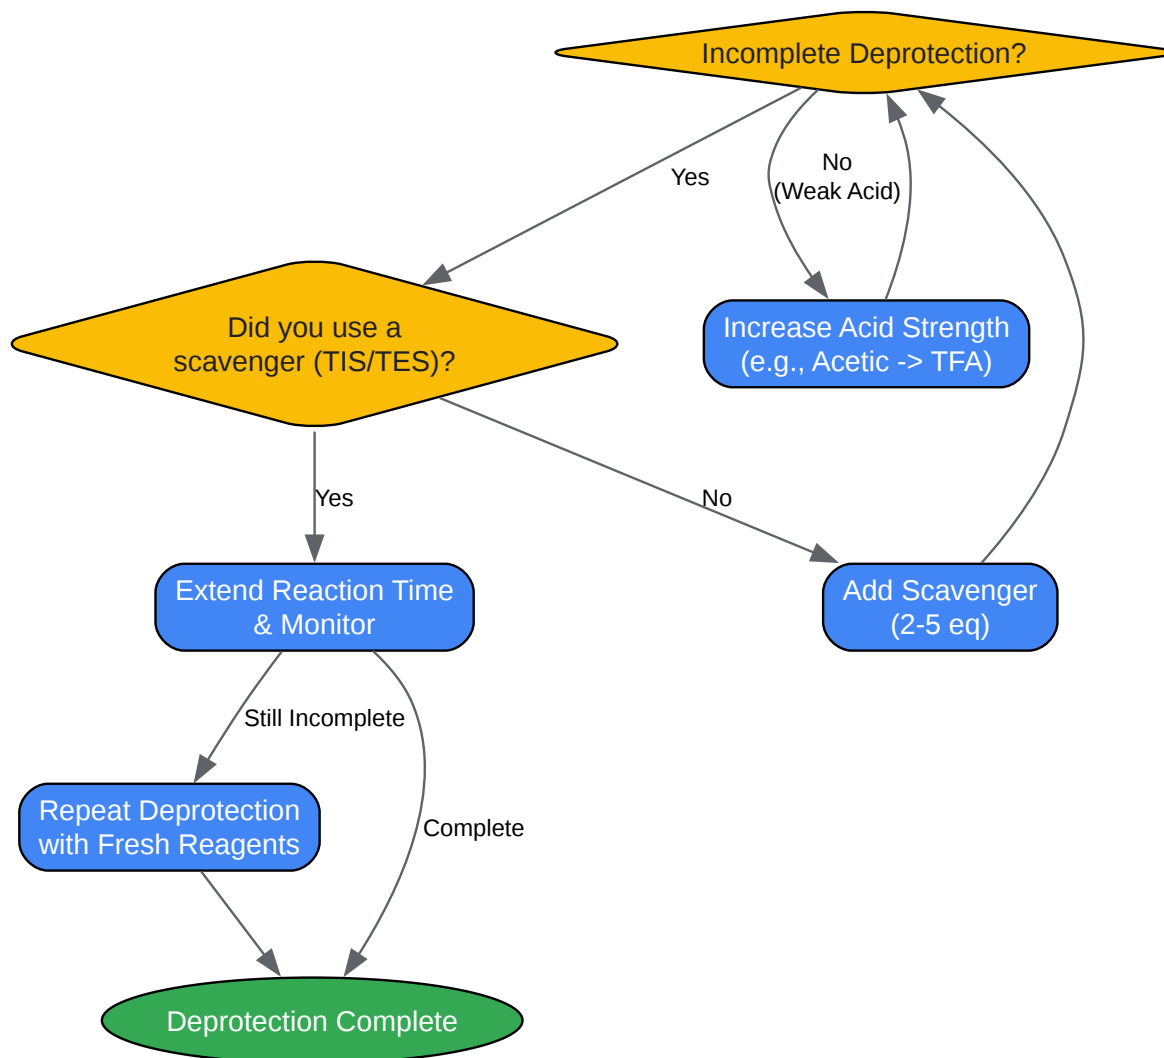 Incomplete Deprotection?
Yes
No
(Weak Acid)
Did you use a
scavenger (TIS/TES)?
Increase Acid Strength
(e.g., Acetic -> TFA)
Yes
No
Extend Reaction Time
& Monitor
Add Scavenger
(2-5 eq)
Still Incomplete
Repeat Deprotection
with Fresh Reagents
Complete
Deprotection Complete